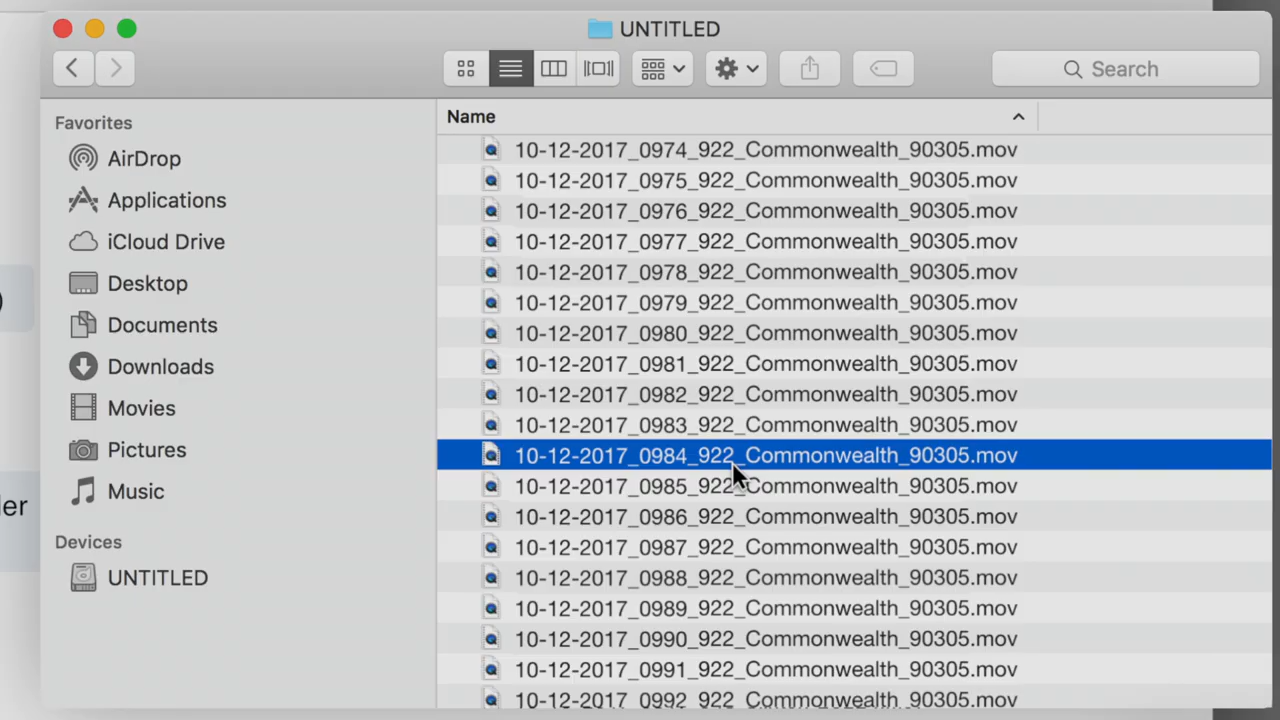 UNTITLED
Search
Favorites
AirDrop
Applications
iCloud Drive
Desktop
Documents
Downloads
Movies
Pictures
Music
Devices
UNTITLED
Name
10-12-2017_0974_922_Commonwealth_90305.mov
10-12-2017_0975_922_Commonwealth_90305.mov
10-12-2017_0976_922_Commonwealth_90305.mov
10-12-2017_0977_922_Commonwealth_90305.mov
10-12-2017_0978_922_Commonwealth_90305.mov
10-12-2017_0979_922_Commonwealth_90305.mov
10-12-2017_0980_922_Commonwealth_90305.mov
10-12-2017_0981_922_Commonwealth_90305.mov
10-12-2017_0982_922_Commonwealth_90305.mov
10-12-2017_0983_922_Commonwealth_90305.mov
10-12-2017_0984_922_Commonwealth_90305.mov
10-12-2017_0985_922_Commonwealth_90305.mov
10-12-2017_0986_922_Commonwealth_90305.mov
10-12-2017_0987_922_Commonwealth_90305.mov
10-12-2017_0988_922_Commonwealth_90305.mov
10-12-2017_0989_922_Commonwealth_90305.mov
10-12-2017_0990_922_Commonwealth_90305.mov
10-12-2017_0991_922_Commonwealth_90305.mov
10-12-2017_0992_922_Commonwealth_90305.mov